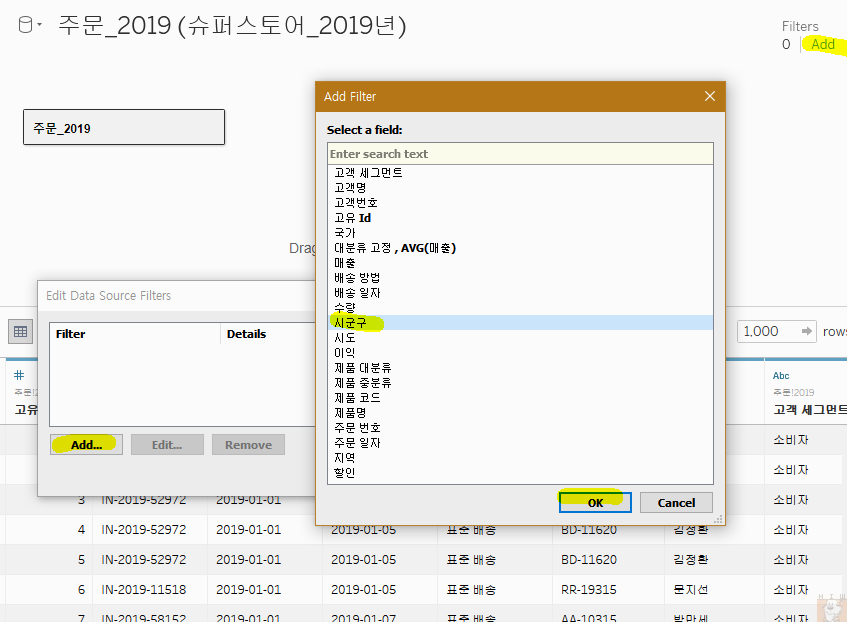 주문_2019 (슈퍼스토어_2019년)
Filters
0 Add
주문_2019
Add Filter
Select a field:
Enter search text
고객 세그먼트
고객명
고객번호
고유 Id
국가
대분류 고정 , AVG(매출)
매출
배송 방법
배송 일자
수량
시군구
시도
이익
제품 대분류
제품 중분류
제품 코드
제품명
주문 번호
주문 일자
지역
할인
OK Cancel
Drag
Edit Data Source Filters
Filter Details
Add... Edit... Remove
1,000 rows
# Abc
주문!2 주문!2019
고유 고객 세그먼트
소비자
소비자
3 IN-2019-52972 2019-01-01 소비자
4 IN-2019-52972 2019-01-01 2019-01-05 표준 배송 BD-11620 김정환 소비자
5 IN-2019-52972 2019-01-01 2019-01-05 표준 배송 BD-11620 김정환 소비자
6 IN-2019-11518 2019-01-01 2019-01-05 표준 배송 RR-19315 문지선 소비자
7 IN-2019-58152 2019-01-01 2019-01-07 표준 배송 AA-10315 박만세 소비자